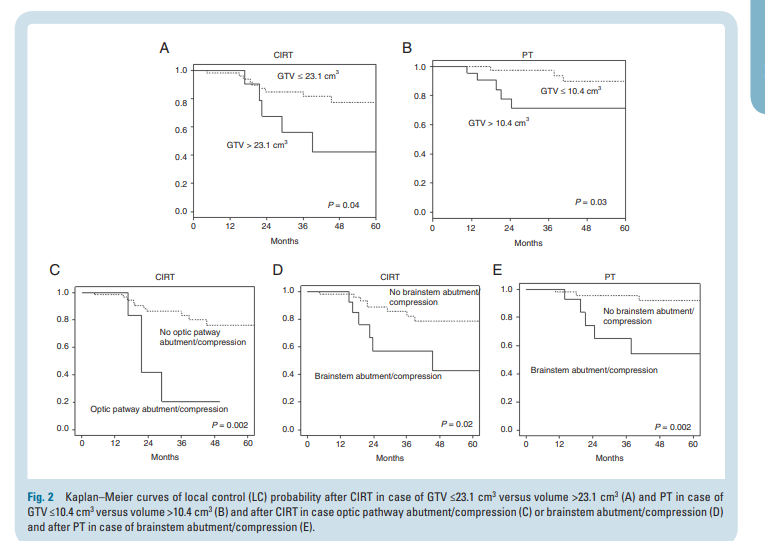 A
CIRT
1.0
0.8
0.6
0.4
0.2
0.0
GTV ≤ 23.1 cm³
GTV > 23.1 cm³
P = 0.04
0 12 24 36 48 60
Months
B
PT
1.0
0.8
0.6
0.4
0.2
0.0
GTV ≤ 10.4 cm³
GTV > 10.4 cm³
P = 0.03
0 12 24 36 48 60
Months
C
CIRT
1.0
0.8
0.6
0.4
0.2
0.0
No optic patway
abutment/compression
Optic patway abutment/compression
P = 0.002
0 12 24 36 48 60
Months
D
CIRT
1.0
0.8
0.6
0.4
0.2
0.0
No brainstem abutment/
compression
Brainstem abutment/compression
P = 0.02
0 12 24 36 48 60
Months
E
PT
1.0
0.8
0.6
0.4
0.2
0.0
No brainstem abutment/
compression
Brainstem abutment/compression
P = 0.002
0 12 24 36 48 60
Months
Fig. 2 Kaplan–Meier curves of local control (LC) probability after CIRT in case of GTV ≤23.1 cm³ versus volume >23.1 cm³ (A) and PT in case of
GTV ≤10.4 cm³ versus volume >10.4 cm³ (B) and after CIRT in case optic pathway abutment/compression (C) or brainstem abutment/compression (D)
and after PT in case of brainstem abutment/compression (E).